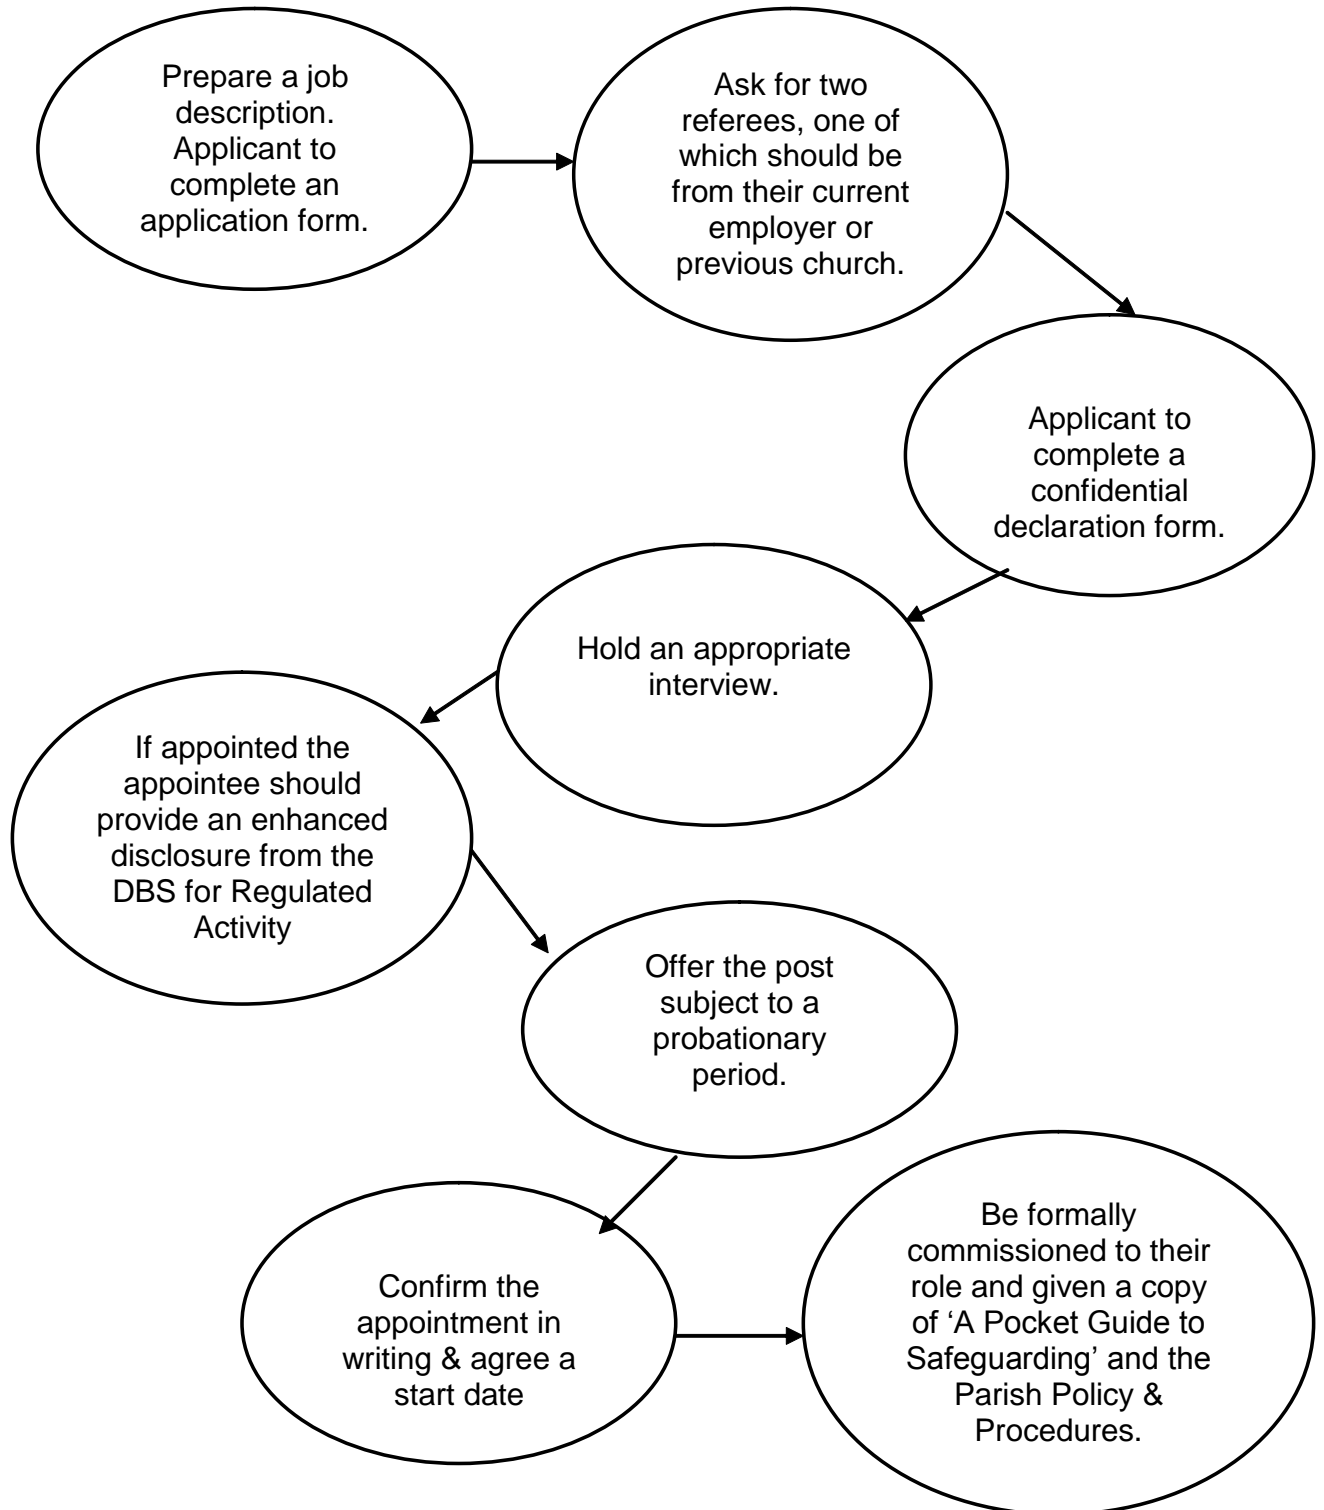 Prepare a job
description.
Applicant to
complete an
application form.
Ask for two
referees, one of
which should be
from their current
employer or
previous church.
Applicant to
complete a
confidential
declaration form.
Hold an appropriate
interview.
If appointed the
appointee should
provide an enhanced
disclosure from the
DBS for Regulated
Activity
Offer the post
subject to a
probationary
period.
Confirm the
appointment in
writing & agree a
start date
Be formally
commissioned to their
role and given a copy
of ‘A Pocket Guide to
Safeguarding’ and the
Parish Policy &
Procedures.